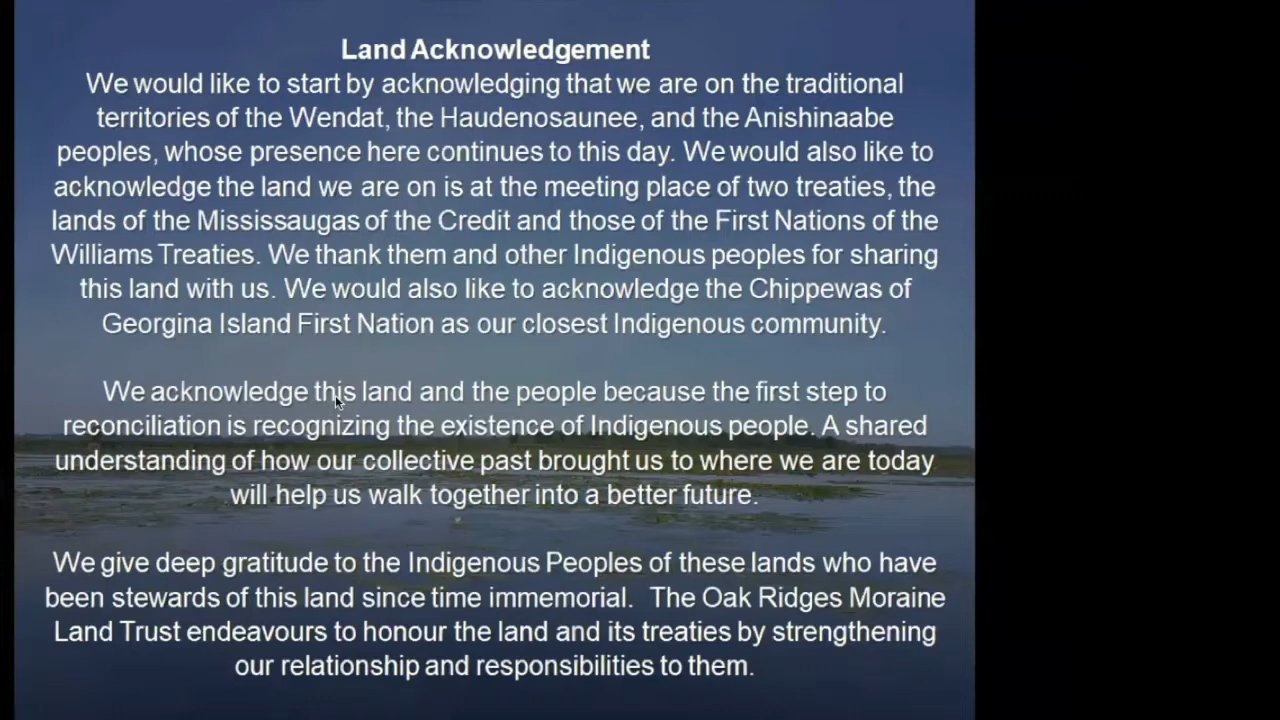 Land Acknowledgement
We would like to start by acknowledging that we are on the traditional
territories of the Wendat, the Haudenosaunee, and the Anishinaabe
peoples, whose presence here continues to this day. We would also like to
acknowledge the land we are on is at the meeting place of two treaties, the
lands of the Mississaugas of the Credit and those of the First Nations of the
Williams Treaties. We thank them and other Indigenous peoples for sharing
this land with us. We would also like to acknowledge the Chippewas of
Georgina Island First Nation as our closest Indigenous community.
We acknowledge this land and the people because the first step to
reconciliation is recognizing the existence of Indigenous people. A shared
understanding of how our collective past brought us to where we are today
will help us walk together into a better future.
We give deep gratitude to the Indigenous Peoples of these lands who have
been stewards of this land since time immemorial. The Oak Ridges Moraine
Land Trust endeavours to honour the land and its treaties by strengthening
our relationship and responsibilities to them.